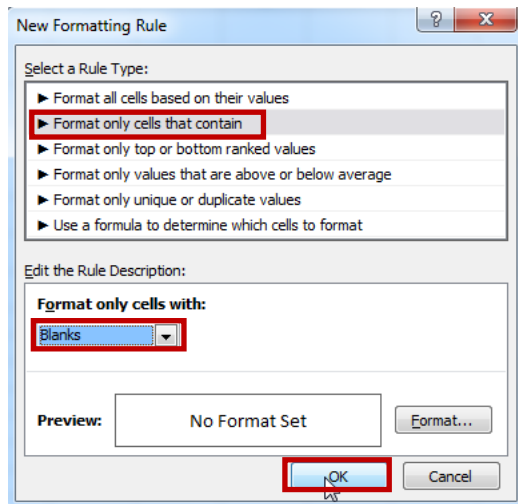 New Formatting Rule
Select a Rule Type:
► Format all cells based on their values
► Format only cells that contain
► Format only top or bottom ranked values
► Format only values that are above or below average
► Format only unique or duplicate values
► Use a formula to determine which cells to format
Edit the Rule Description:
Format only cells with:
Blanks
Preview: No Format Set Format...
OK Cancel